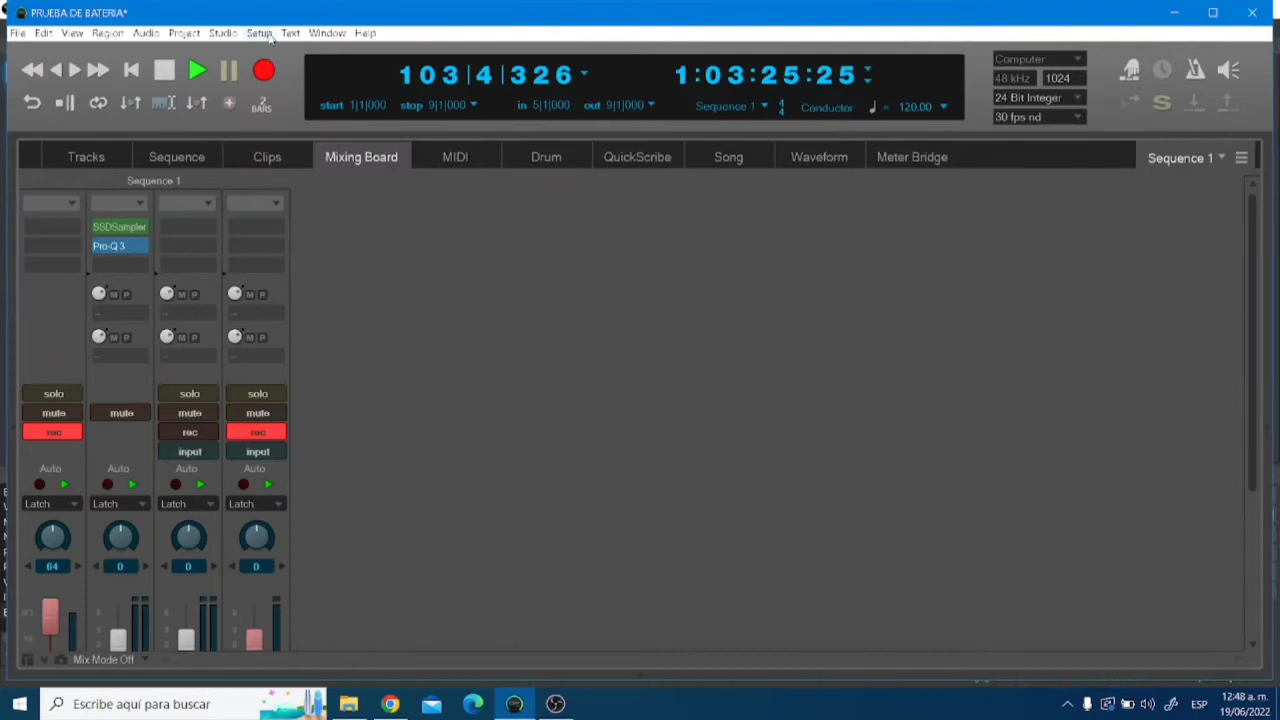 PRUEBA DE BATERIA*
File Edit View Region Audio Project Studio Setup Text Window Help
103|4|326 1:03:25:25
start 1|1|000 stop 9|1|000 in 5|1|000 out 9|1|000 Sequence 1 4 4 Conductor = 120.00
2 BARS
Computer
48 kHz 1024
24 Bit Integer
30 fps nd
S
Tracks Sequence Clips Mixing Board MIDI Drum QuickScribe Song Waveform Meter Bridge Sequence 1
Sequence 1
SSDSampler
Pro-Q 3
M P M P M P
M P M P M P
solo solo solo
mute mute mute mute
rec rec rec
input input
Auto Auto Auto Auto
Latch Latch Latch Latch
64 0 0 0
Mix Mode Off
Escribe aquí para buscar
ESP
12:48 a. m.
19/06/2022